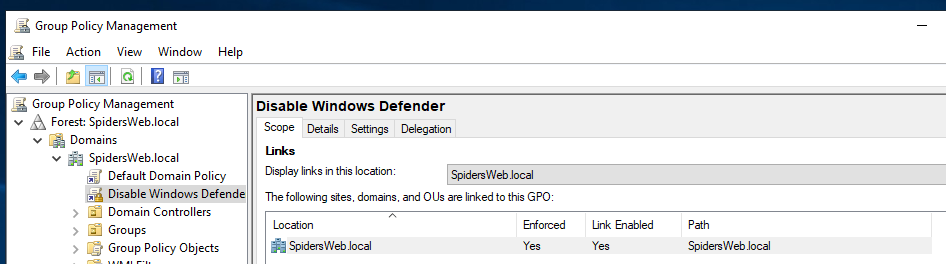 Group Policy Management
File Action View Window Help
Group Policy Management
Forest: SpidersWeb.local
Domains
SpidersWeb.local
Default Domain Policy
Disable Windows Defende
Domain Controllers
Groups
Group Policy Objects
WMI Filt
Disable Windows Defender
Scope Details Settings Delegation
Links
Display links in this location: SpidersWeb.local
The following sites, domains, and OUs are linked to this GPO:
Location Enforced Link Enabled Path
SpidersWeb.local Yes Yes SpidersWeb.local